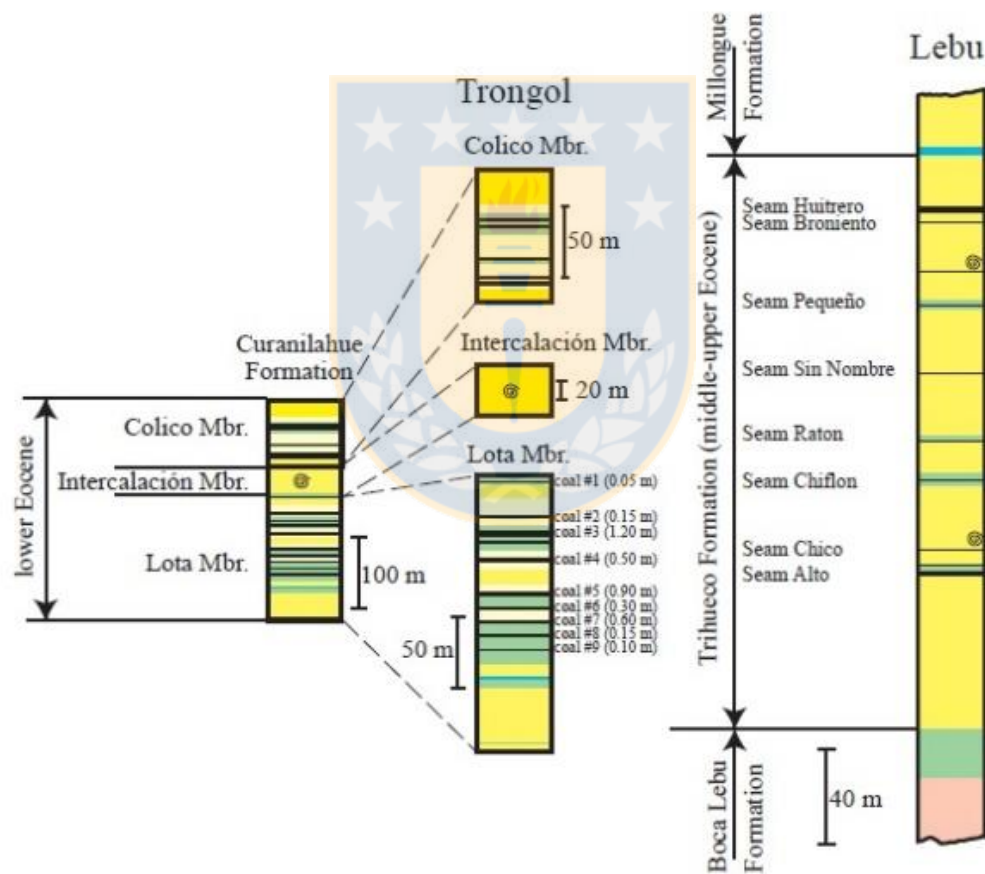 Trongol
Colico Mbr.
50 m
Intercalación Mbr.
20 m
Lota Mbr.
coal #1 (0.05 m)
coal #2 (0.15 m)
coal #3 (1.20 m)
coal #4 (0.50 m)
coal #5 (0.90 m)
coal #6 (0.30 m)
coal #7 (0.60 m)
coal #8 (0.15 m)
coal #9 (0.10 m)
50 m
Curanilahue
Formation
lower Eocene
Colico Mbr.
Intercalación Mbr.
Lota Mbr.
100 m
Lebu
Millongue
Formation
Trihueco Formation (middle-upper Eocene)
Boca Lebu
Formation
Seam Huitrero
Seam Broniento
Seam Pequeño
Seam Sin Nombre
Seam Raton
Seam Chiflon
Seam Chico
Seam Alto
40 m